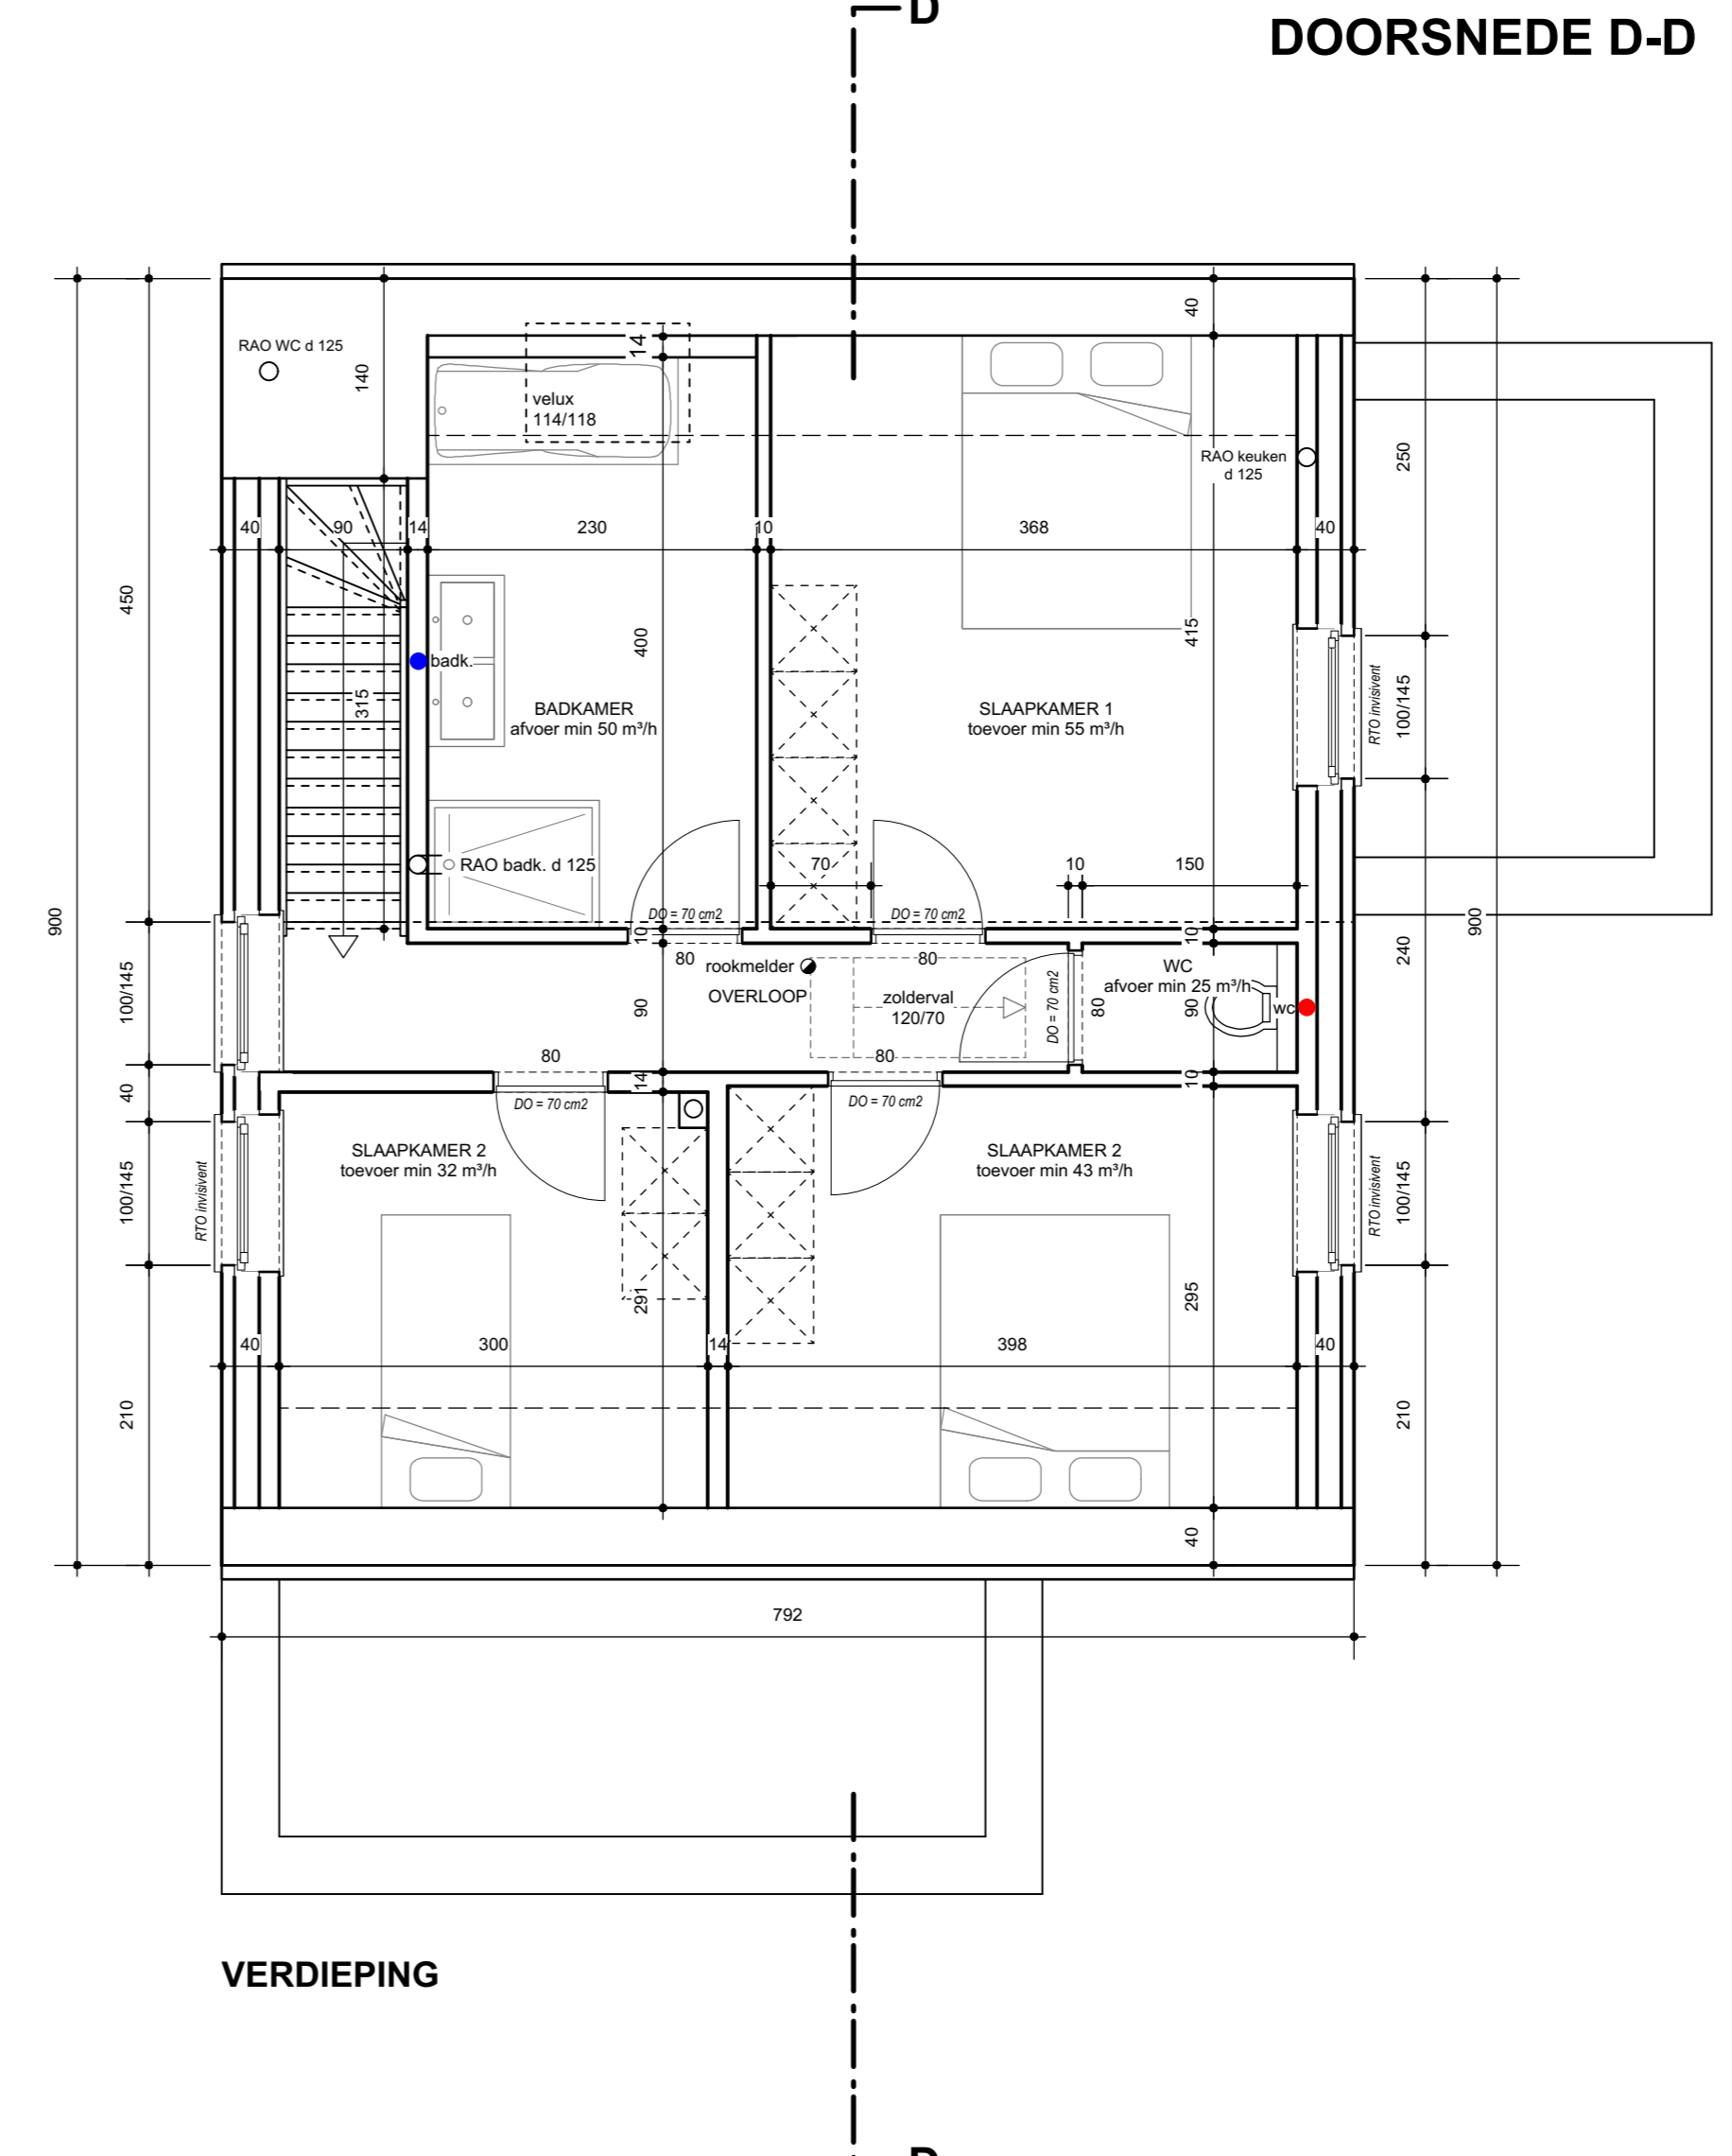 D
DOORSNEDE D-D
RAO WC d 125
140
14
40
velux
114/118
RAO keuken
d 125
250
40
90
14
230
10
368
40
450
400
415
badk.
315
BADKAMER
afvoer min 50 m³/h
SLAAPKAMER 1
toevoer min 55 m³/h
RTO invisivent
100/145
RAO badk. d 125
70
10
150
900
DO = 70 cm2
DO = 70 cm2
900
10
10
240
80
rookmelder
80
WC
afvoer min 25 m³/h
OVERLOOP
zolderval
120/70
100/145
90
DO = 70 cm2
80
90
wc
80
80
40
14
10
DO = 70 cm2
DO = 70 cm2
SLAAPKAMER 2
toevoer min 32 m³/h
SLAAPKAMER 2
toevoer min 43 m³/h
100/145
RTO invisivent
RTO invisivent
100/145
291
295
40
300
14
398
40
210
210
40
792
VERDIEPING
D